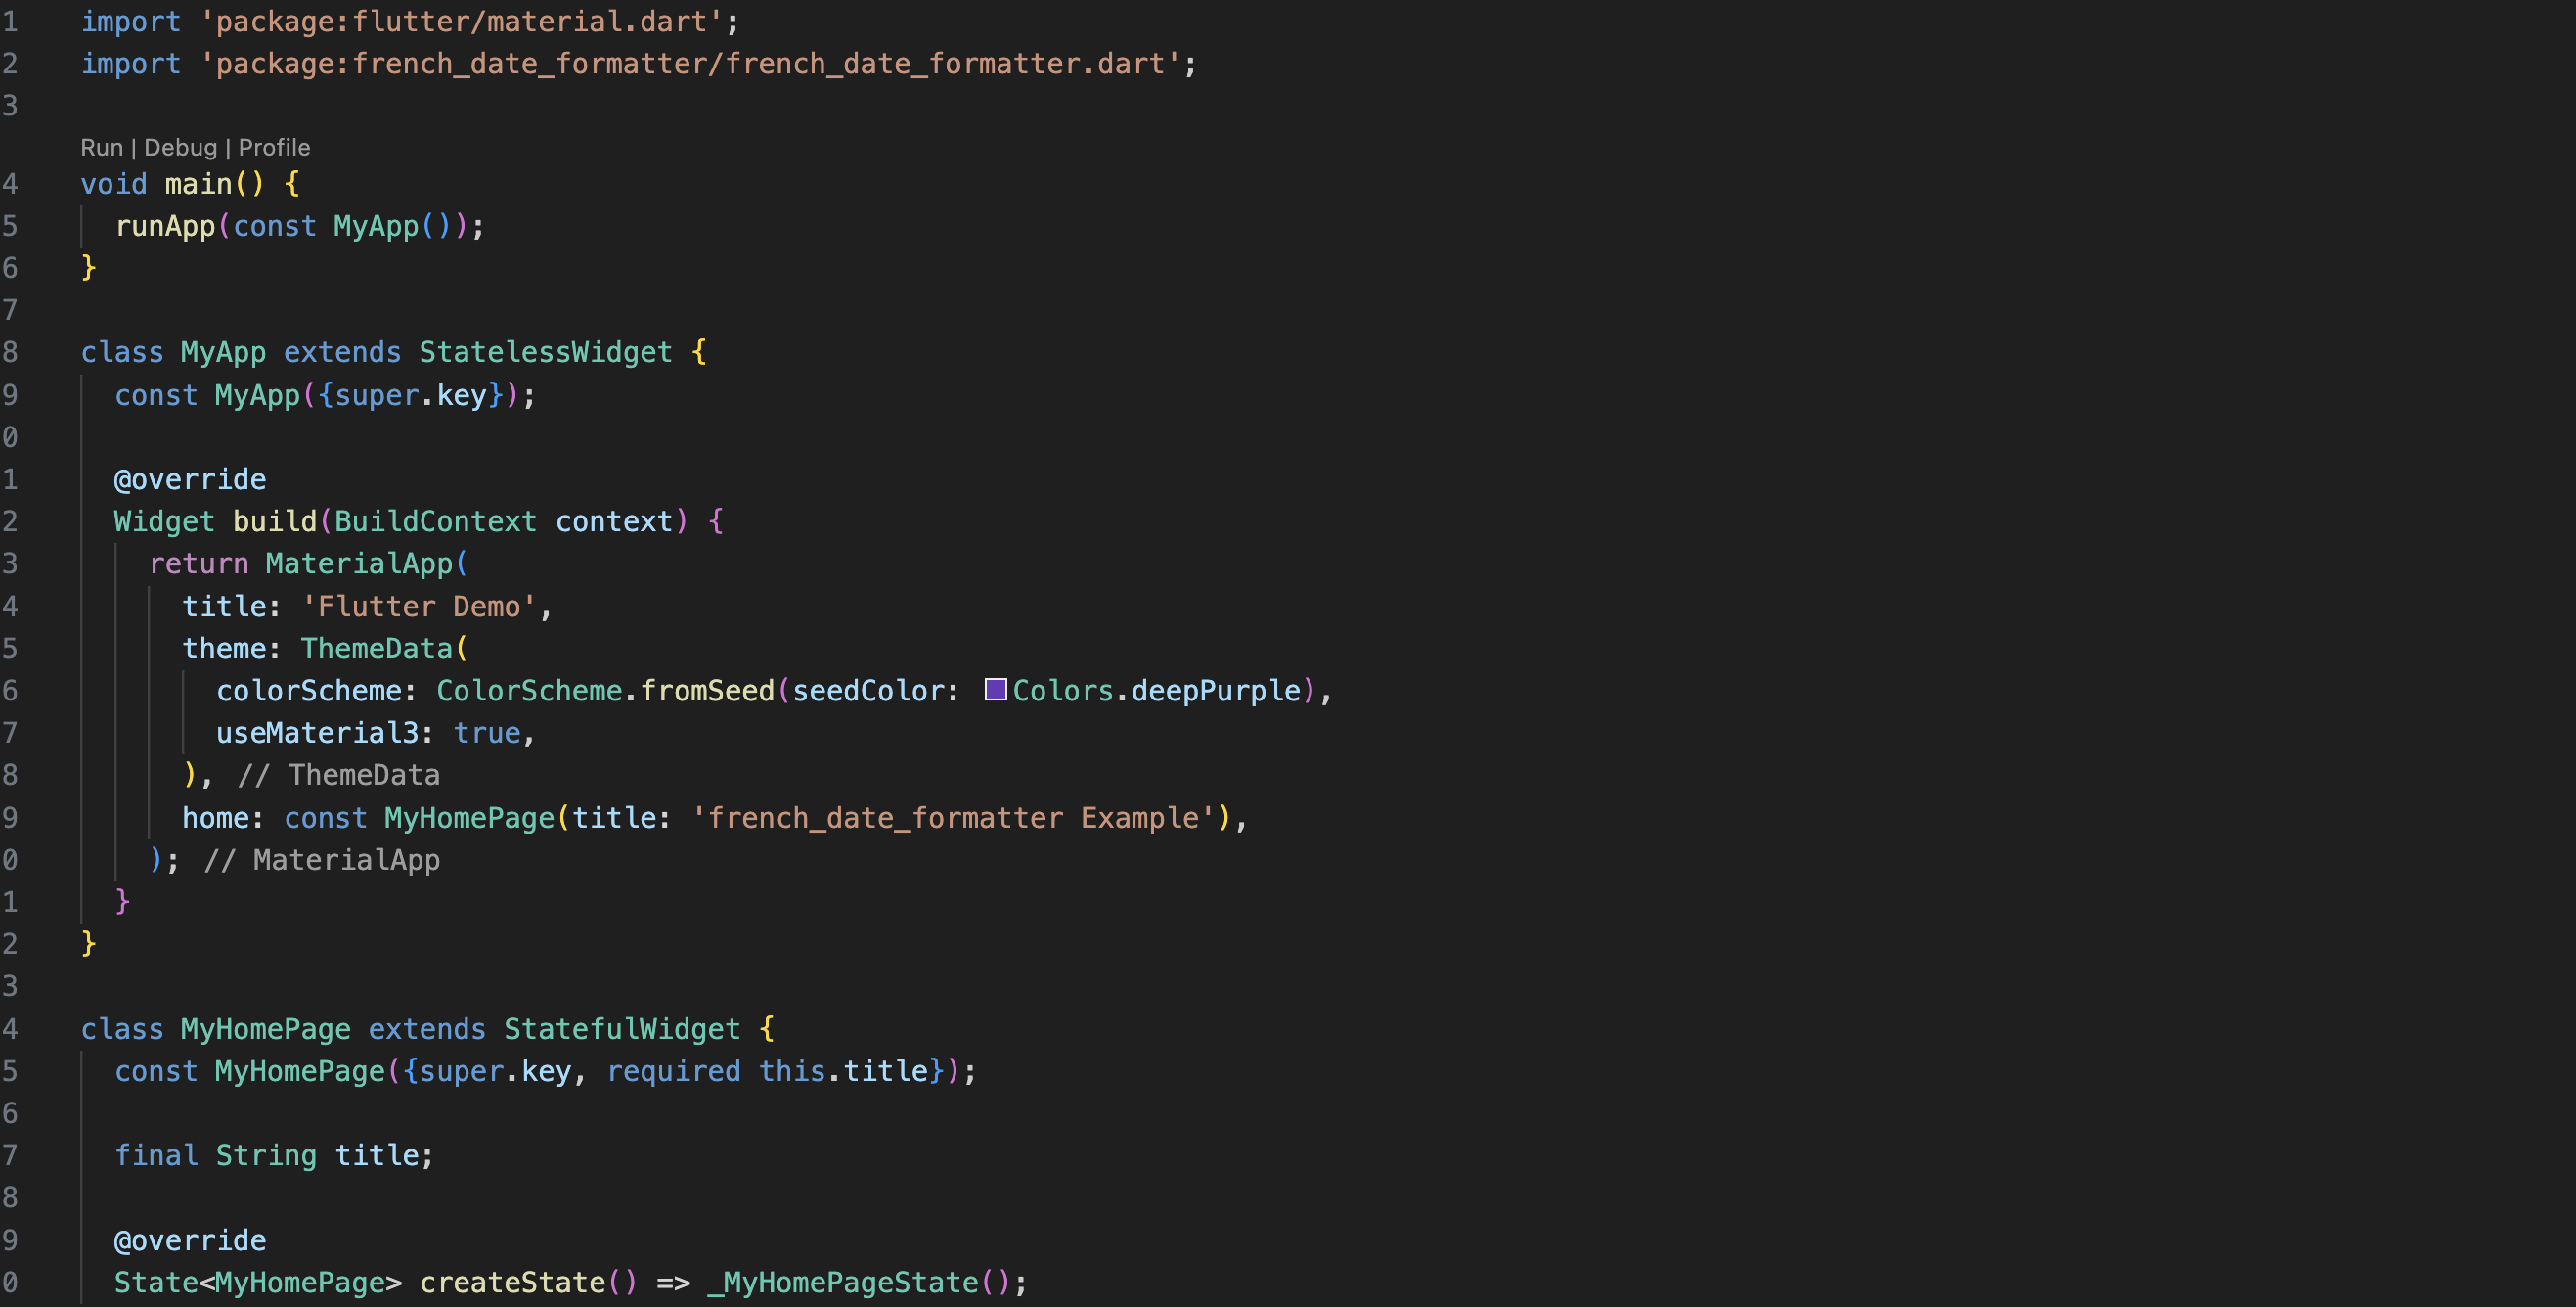 1 import 'package:flutter/material.dart';
2 import 'package:french_date_formatter/french_date_formatter.dart';
3
Run | Debug | Profile
4 void main() {
5   runApp(const MyApp());
6 }
7
8 class MyApp extends StatelessWidget {
9   const MyApp({super.key});
0
1   @override
2   Widget build(BuildContext context) {
3     return MaterialApp(
4       title: 'Flutter Demo',
5       theme: ThemeData(
6         colorScheme: ColorScheme.fromSeed(seedColor: Colors.deepPurple),
7         useMaterial3: true,
8       ), // ThemeData
9       home: const MyHomePage(title: 'french_date_formatter Example'),
0     ); // MaterialApp
1   }
2 }
3
4 class MyHomePage extends StatefulWidget {
5   const MyHomePage({super.key, required this.title});
6
7   final String title;
8
9   @override
0   State<MyHomePage> createState() => _MyHomePageState();